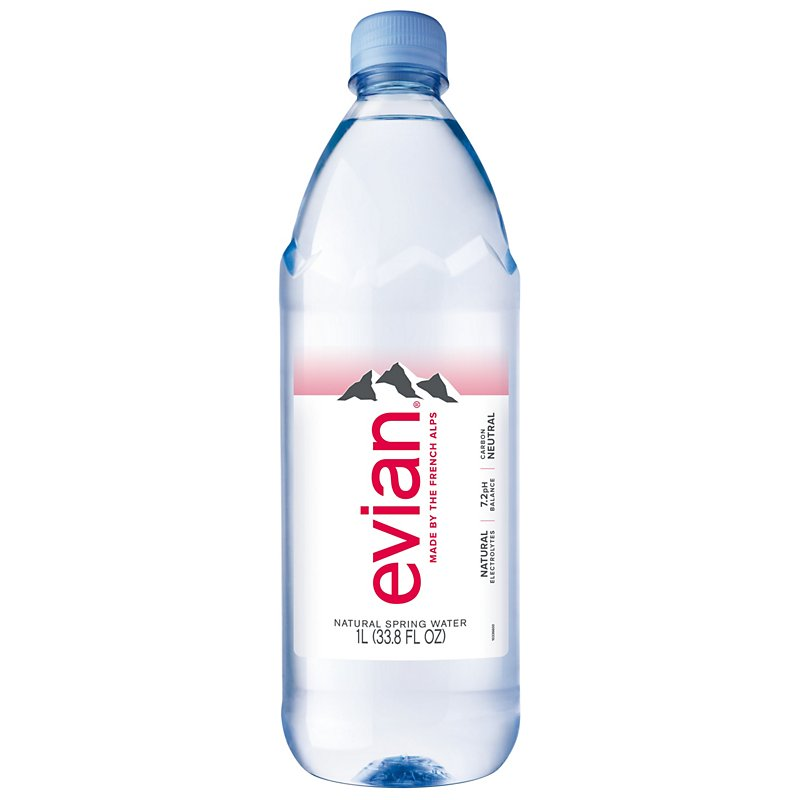 evian®
MADE BY THE FRENCH ALPS
NATURAL
ELECTROLYTES
7.2pH
BALANCE
CARBON
NEUTRAL
NATURAL SPRING WATER
1L (33.8 FL OZ)